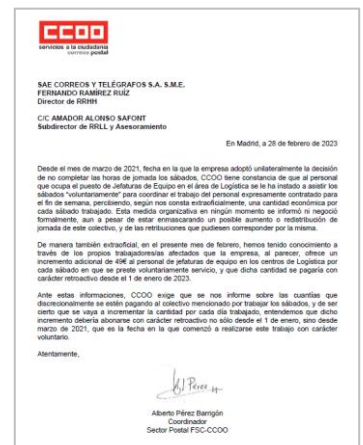 CCOO
servicios a la ciudadanía
correos postal
SAE CORREOS Y TELÉGRAFOS S.A. S.M.E.
FERNANDO RAMÍREZ RUÍZ
Director de RRHH
C/C AMADOR ALONSO SAFONT
Subdirector de RRLL y Asesoramiento
En Madrid, a 28 de febrero de 2023
Desde el mes de marzo de 2021, fecha en la que la empresa adoptó unilateralmente la decisión
de no completar las horas de jornada los sábados, CCOO tiene constancia de que al personal
que ocupa el puesto de Jefaturas de Equipo en el área de Logística se le ha instado a asistir los
sábados "voluntariamente" para coordinar el trabajo del personal expresamente contratado para
el fin de semana, percibiendo, según nos consta extraoficialmente, una cantidad económica por
cada sábado trabajado. Esta medida organizativa en ningún momento se informó ni negoció
formalmente, aun a pesar de estar enmascarando un posible aumento o redistribución de
jornada de este colectivo, y de las retribuciones que pudiesen corresponder por la misma.
De manera también extraoficial, en el presente mes de febrero, hemos tenido conocimiento a
través de los propios trabajadores/as afectados que la empresa, al parecer, ofrece un
incremento adicional de 49€ al personal de jefaturas de equipo en los centros de Logística por
cada sábado en que se preste voluntariamente servicio, y que dicha cantidad se pagaría con
carácter retroactivo desde el 1 de enero de 2023.
Ante estas informaciones, CCOO exige que se nos informe sobre las cuantías que
discrecionalmente se estén pagando al colectivo mencionado por trabajar los sábados, y de ser
cierto que se vaya a incrementar la cantidad por cada día trabajado, entendemos que dicho
incremento debería abonarse con carácter retroactivo no sólo desde el 1 de enero, sino desde
marzo de 2021, que es la fecha en la que comenzó a realizarse este trabajo con carácter
voluntario.
Atentamente,
Alberto Pérez Barrigón
Coordinador
Sector Postal FSC-CCOO